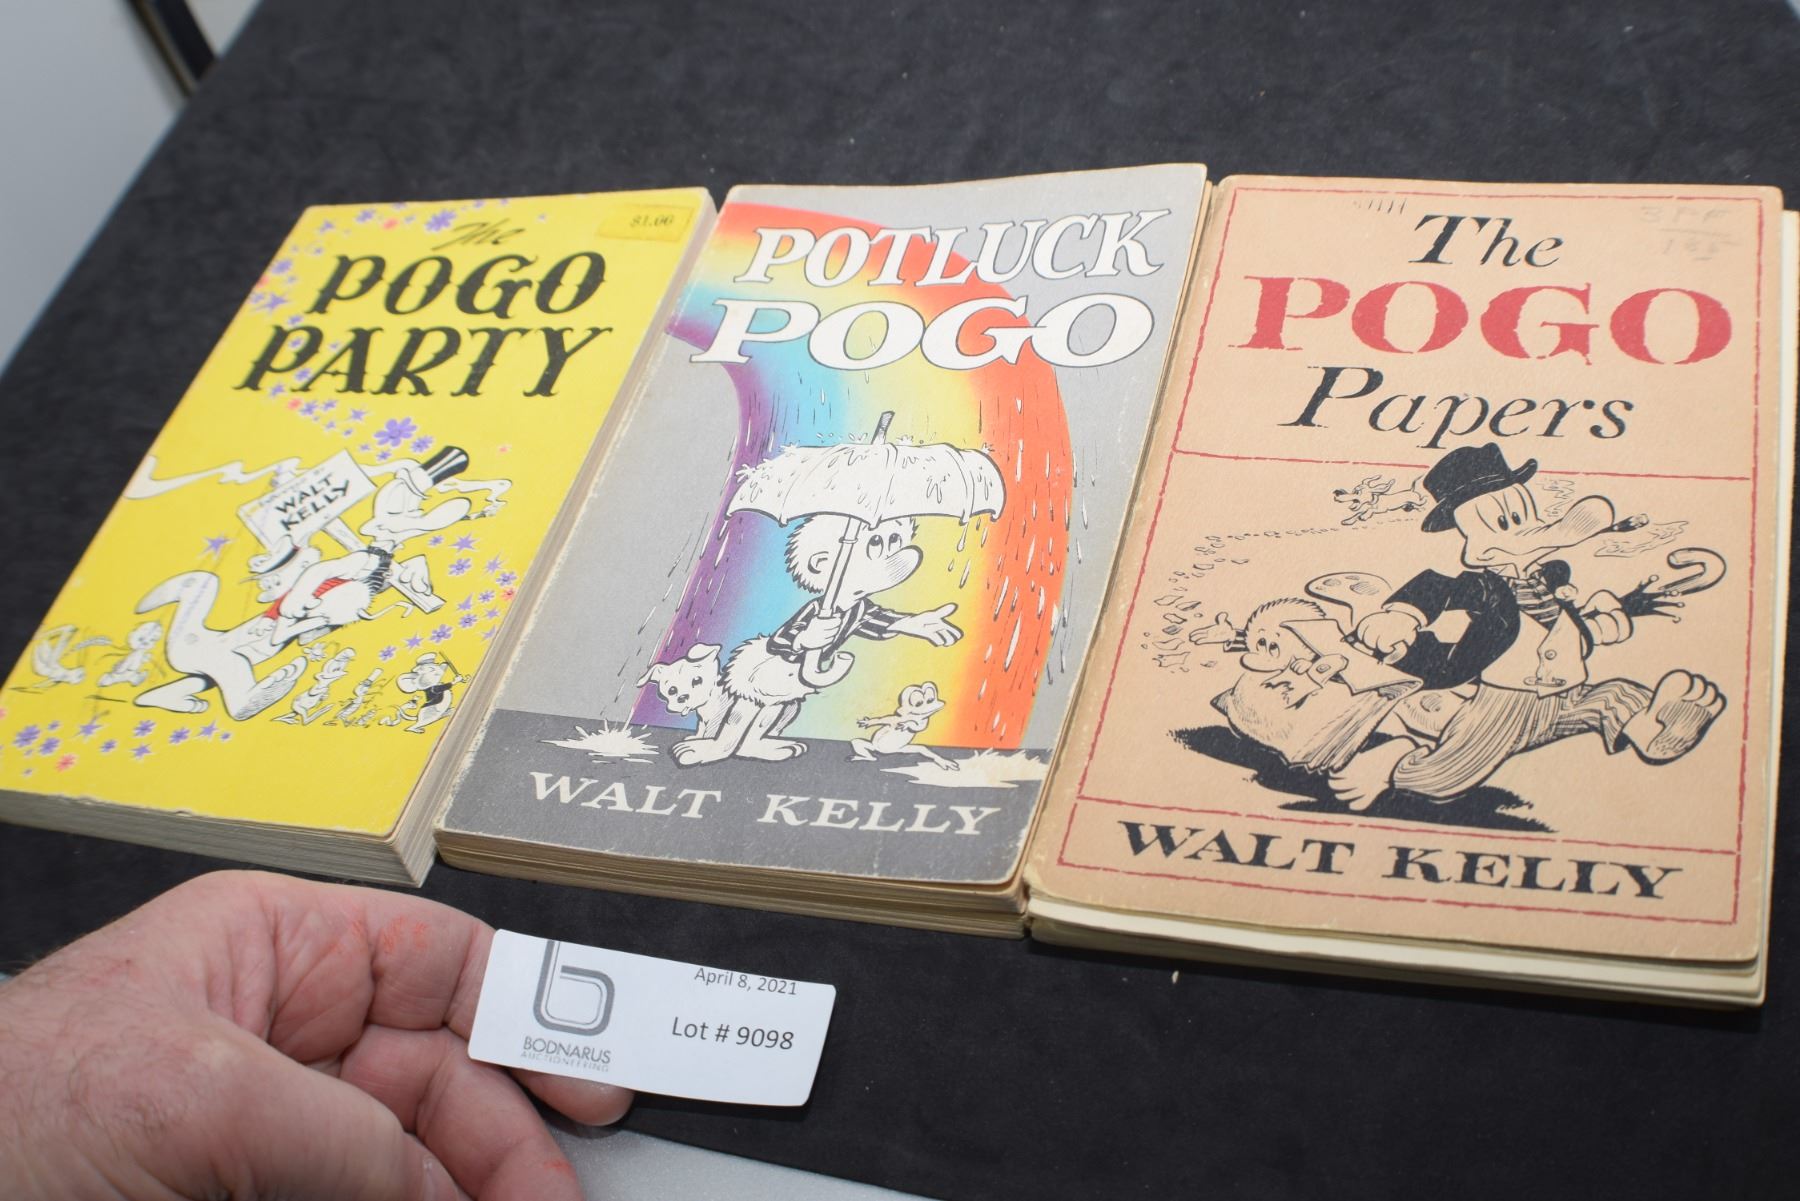 The
POGO
PARTY
$1.00
WALT
KELLY
POTLUCK
POGO
WALT KELLY
The
POGO
Papers
WALT KELLY
April 8, 2021
Lot # 9098
BODNARUS
AUCTIONEERING